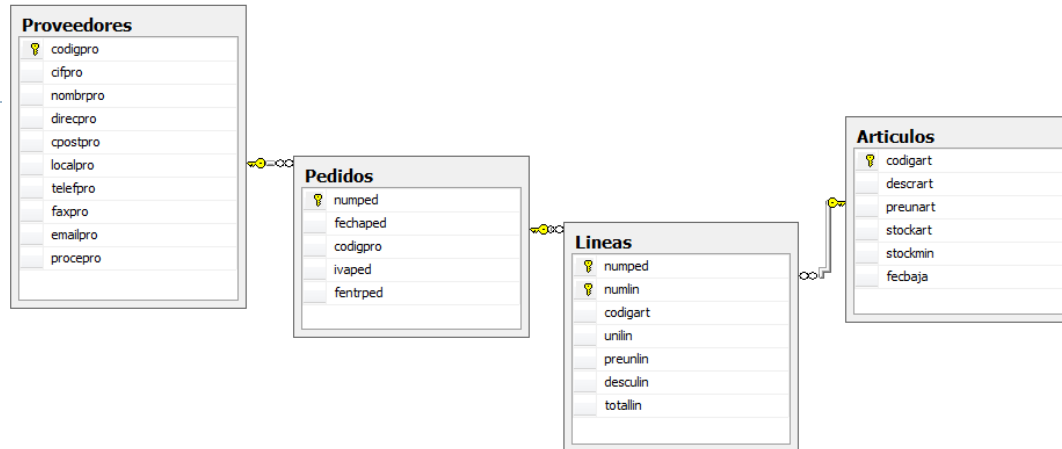 Proveedores
codigpro
cifpro
nombrpro
direcpro
cpostpro
localpro
telefpro
faxpro
emailpro
procepro
Pedidos
numped
fechaped
codigpro
ivaped
fentrped
Lineas
numped
numlin
codigart
unilin
preunlin
desculin
totallin
Articulos
codigart
descrart
preunart
stockart
stockmin
fecbaja